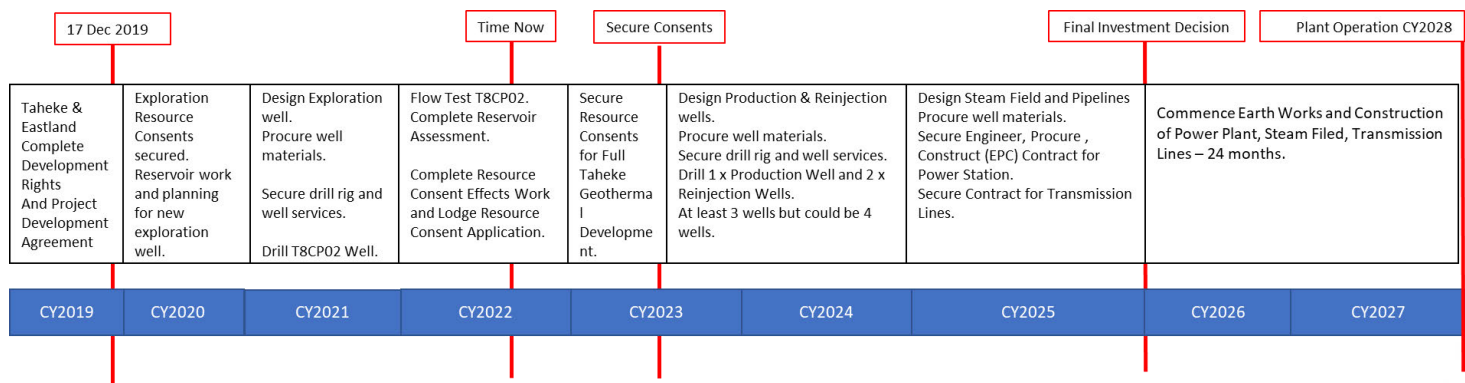 17 Dec 2019
Time Now
Secure Consents
Final Investment Decision
Plant Operation CY2028
Taheke &
Eastland
Complete
Development
Rights
And Project
Development
Agreement
Exploration
Resource
Consents
secured.
Reservoir work
and planning
for new
exploration
well.
Design Exploration
well.
Procure well
materials.
Secure drill rig and
well services.
Drill T8CP02 Well.
Flow Test T8CP02.
Complete Reservoir
Assessment.
Complete Resource
Consent Effects Work
and Lodge Resource
Consent Application.
Secure
Resource
Consents
for Full
Taheke
Geotherma
l
Developme
nt.
Design Production & Reinjection
wells.
Procure well materials.
Secure drill rig and well services.
Drill 1 x Production Well and 2 x
Reinjection Wells.
At least 3 wells but could be 4
wells.
Design Steam Field and Pipelines
Procure well materials.
Secure Engineer, Procure ,
Construct (EPC) Contract for
Power Station.
Secure Contract for Transmission
Lines.
Commence Earth Works and Construction
of Power Plant, Steam Filed, Transmission
Lines – 24 months.
CY2019
CY2020
CY2021
CY2022
CY2023
CY2024
CY2025
CY2026
CY2027